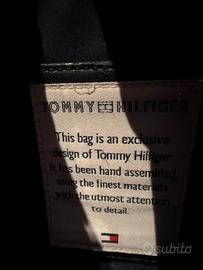 TOMMY HILFIGER
This bag is an exclusive
design of Tommy Hilfiger.
It has been hand assembled
using the finest materials
with the utmost attention
to detail.
subito